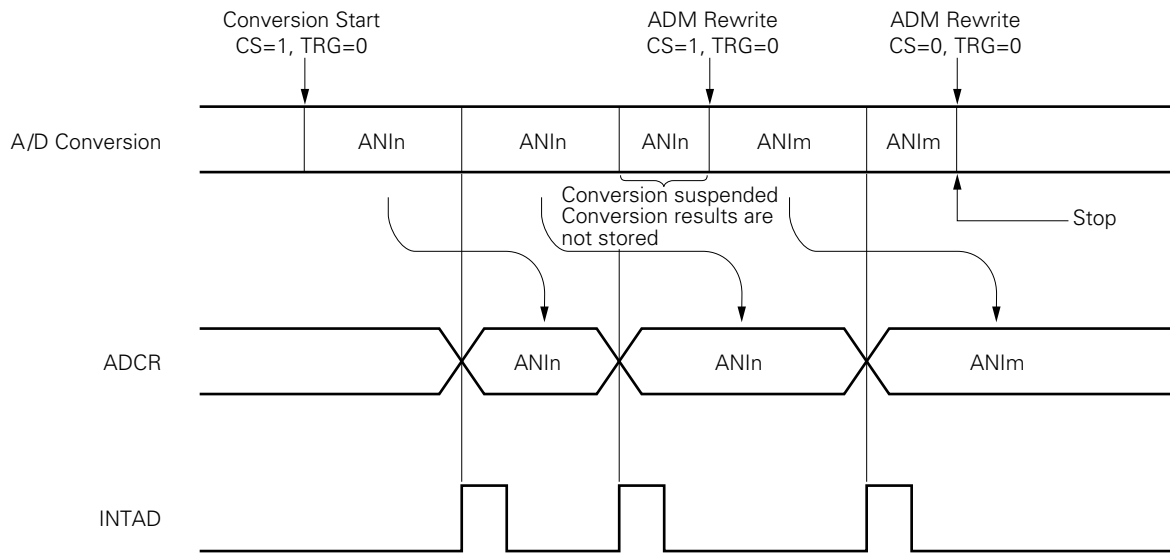 Conversion Start
CS=1, TRG=0
ADM Rewrite
CS=1, TRG=0
ADM Rewrite
CS=0, TRG=0
A/D Conversion
ANIn
ANIn
ANIn
ANIm
ANIm
Conversion suspended
Conversion results are
not stored
Stop
ADCR
ANIn
ANIn
ANIm
INTAD